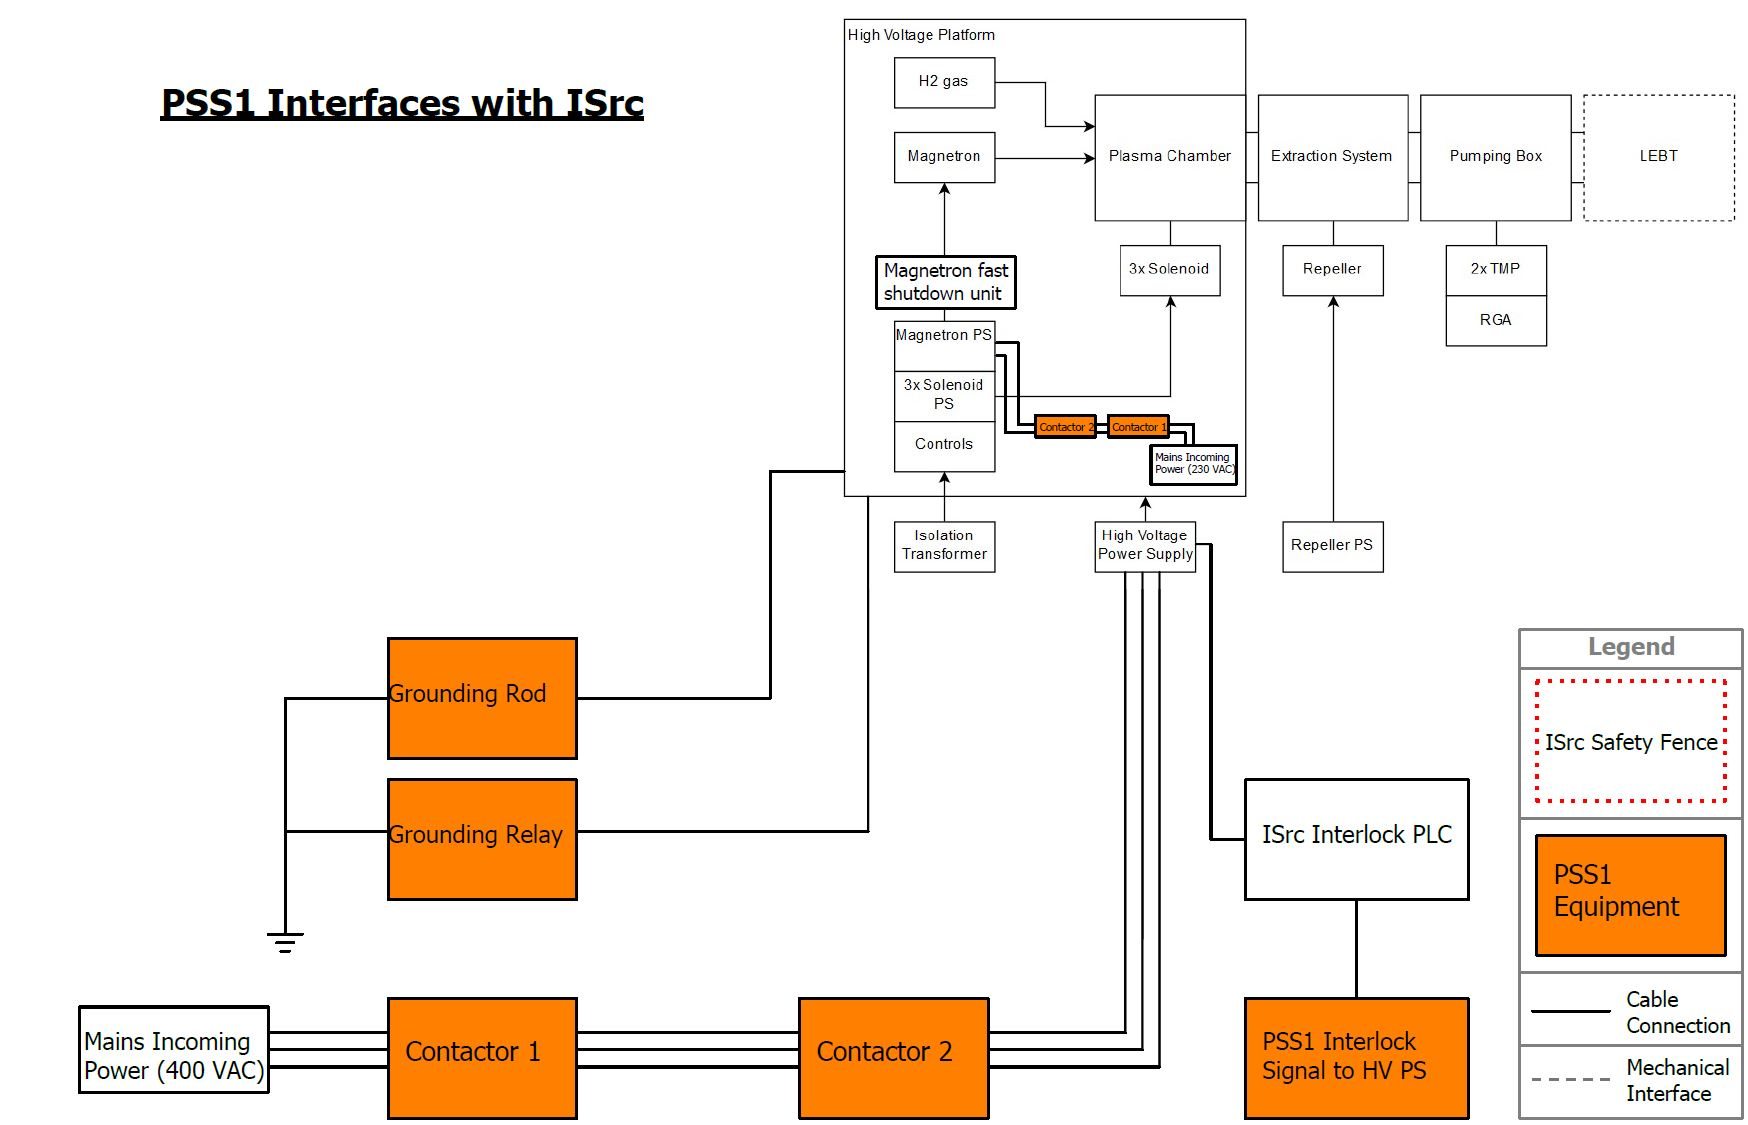 PSS1 Interfaces with ISrc
High Voltage Platform
H2 gas
Magnetron
Plasma Chamber
Extraction System
Pumping Box
LEBT
Magnetron fast
shutdown unit
3x Solenoid
Repeller
2x TMP
RGA
Magnetron PS
3x Solenoid
PS
Controls
Contactor 2
Contactor 1
Mains Incoming
Power (230 VAC)
Isolation
Transformer
High Voltage
Power Supply
Repeller PS
Grounding Rod
Grounding Relay
ISrc Interlock PLC
Mains Incoming
Power (400 VAC)
Contactor 1
Contactor 2
PSS1 Interlock
Signal to HV PS
Legend
ISrc Safety Fence
PSS1
Equipment
Cable
Connection
Mechanical
Interface